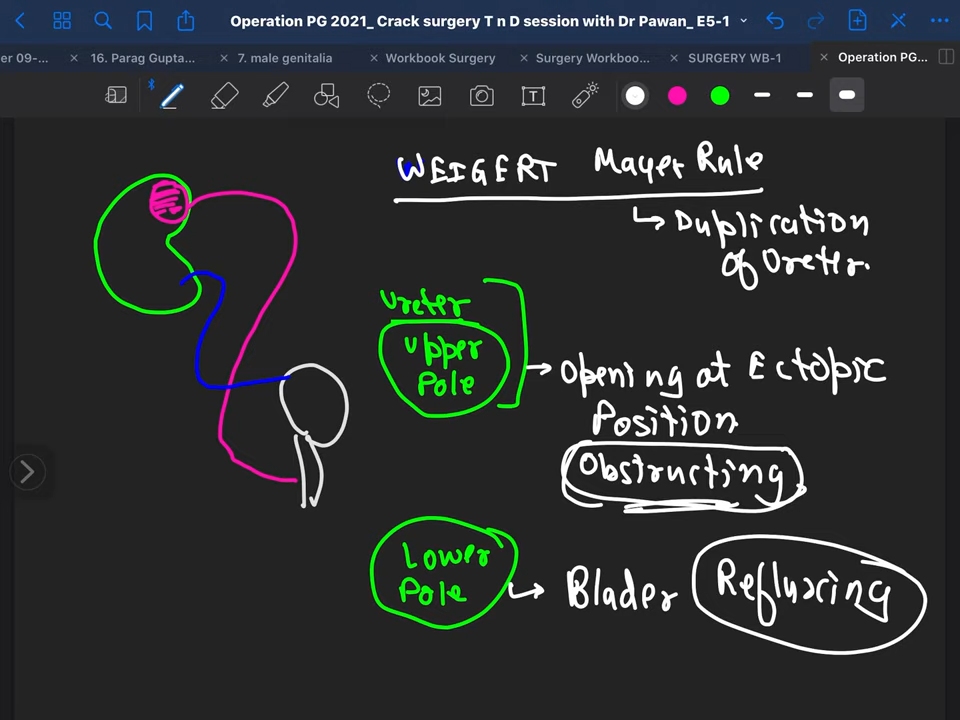 Operation PG 2021_ Crack surgery T n D session with Dr Pawan_ E5-1
er 09-...
16. Parag Gupta...
7. male genitalia
Workbook Surgery
Surgery Workboo...
SURGERY WB-1
Operation PG...
WEIGERT Mayer Rule
Duplication
of Ureter.
Ureter
Upper
Pole
Opening at Ectopic
Position
Obstructing
Lower
Pole
Blader Refluxing